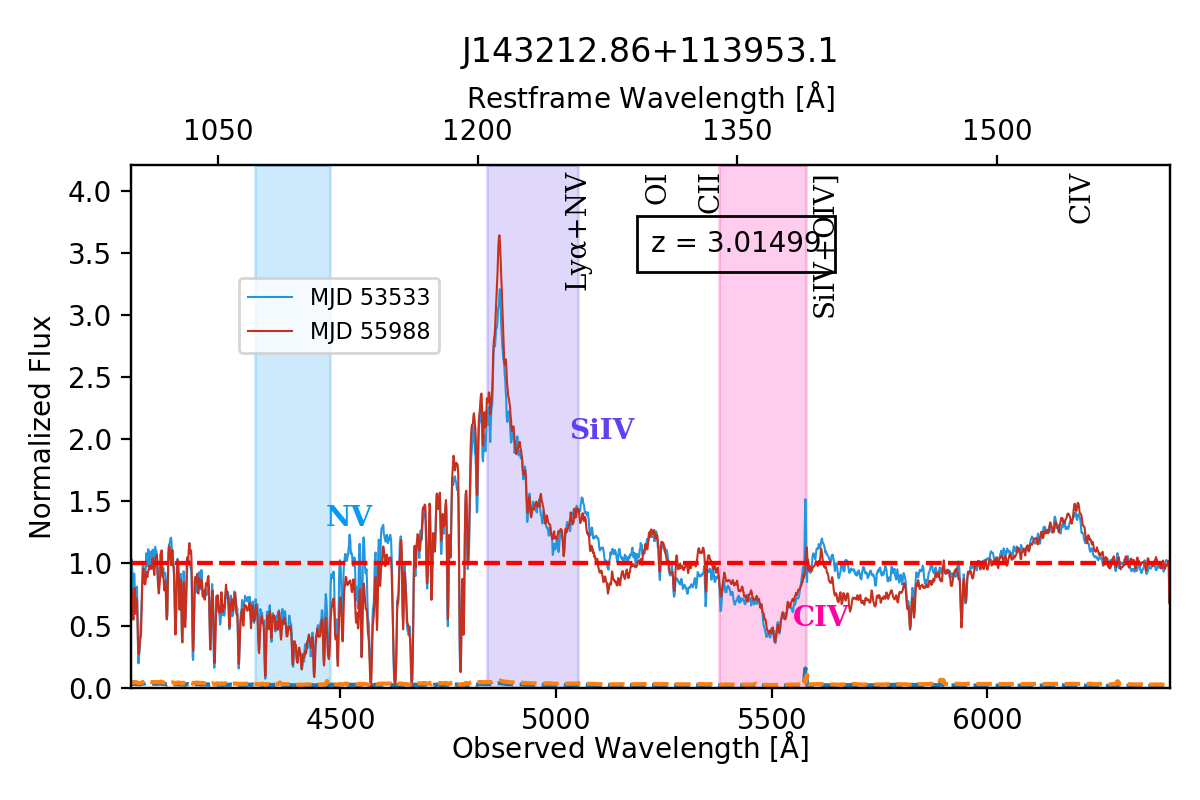 J143212.86+113953.1
Restframe Wavelength [Å]
1050 1200 1350 1500
Lyα+NV
OI
CII
SiIV+OIV]
CIV
z = 3.01499
MJD 53533
MJD 55988
SiIV
NV
CIV
Normalized Flux
4.0
3.5
3.0
2.5
2.0
1.5
1.0
0.5
0.0
4500 5000 5500 6000
Observed Wavelength [Å]